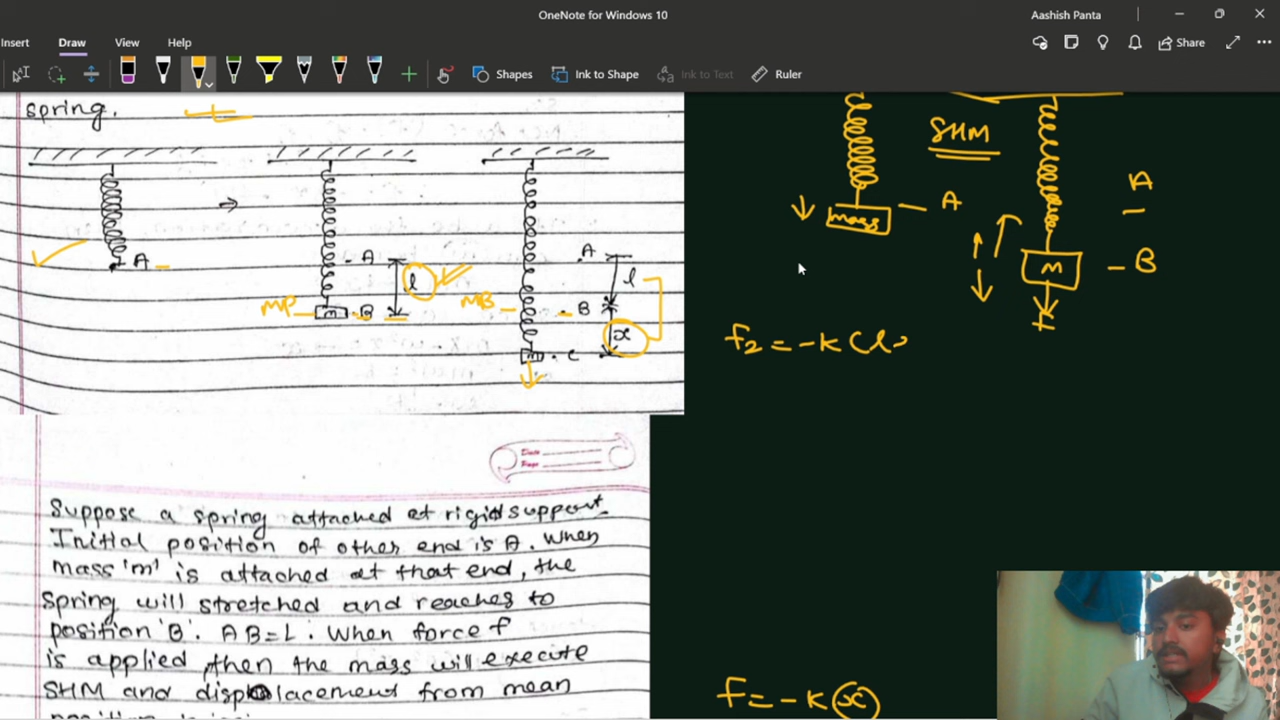 OneNote for Windows 10
Aashish Panta
Insert
Draw
View
Help
Shapes
Ink to Shape
Ink to Text
Ruler
Share
spring.
A
A
l
MP
m
B
A
l
MB
B
x
m
C
SHM
mass
A
A
M
B
f
f2 = -K (l
Date
Page
Suppose a spring attached at rigid support.
Initial position of other end is A. When
mass 'm' is attached at that end, the
spring will stretched and reaches to
position 'B'. AB=L. When force f
is applied, then the mass will execute
SHM and displacement from mean
f = -K x